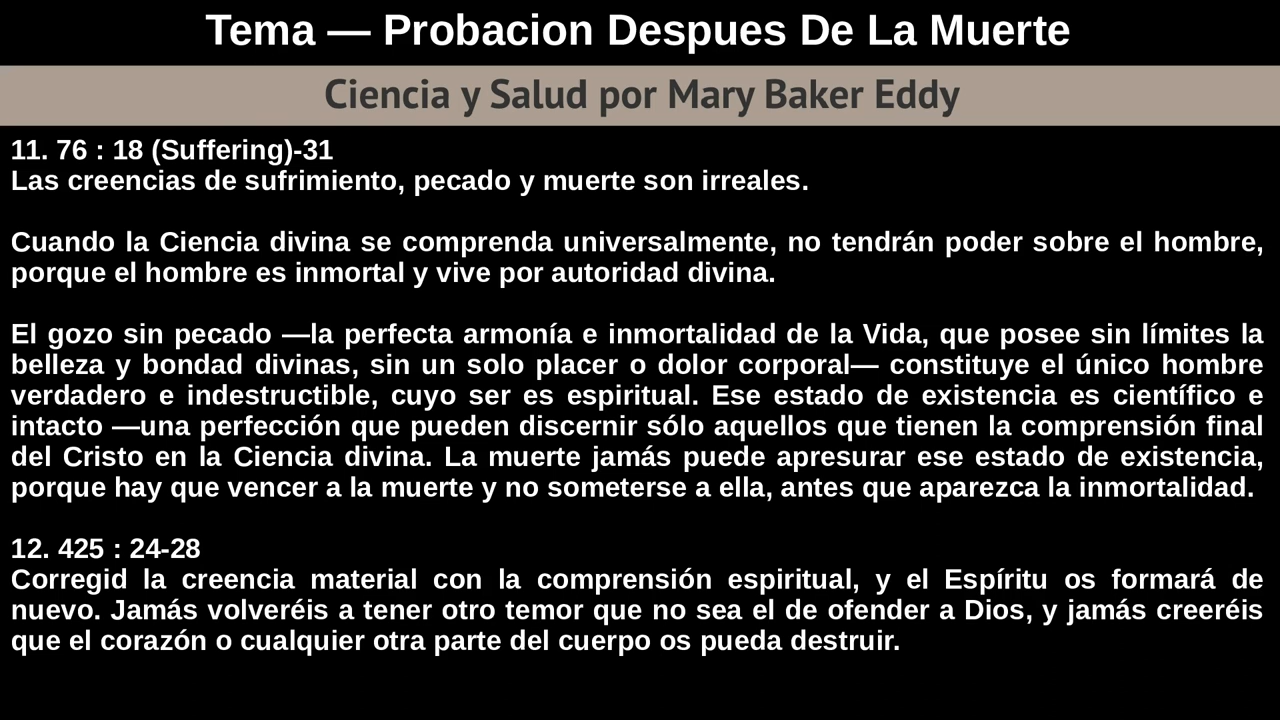 Tema — Probacion Despues De La Muerte
Ciencia y Salud por Mary Baker Eddy
11. 76 : 18 (Suffering)-31
Las creencias de sufrimiento, pecado y muerte son irreales.
Cuando la Ciencia divina se comprenda universalmente, no tendrán poder sobre el hombre,
porque el hombre es inmortal y vive por autoridad divina.
El gozo sin pecado —la perfecta armonía e inmortalidad de la Vida, que posee sin límites la
belleza y bondad divinas, sin un solo placer o dolor corporal— constituye el único hombre
verdadero e indestructible, cuyo ser es espiritual. Ese estado de existencia es científico e
intacto —una perfección que pueden discernir sólo aquellos que tienen la comprensión final
del Cristo en la Ciencia divina. La muerte jamás puede apresurar ese estado de existencia,
porque hay que vencer a la muerte y no someterse a ella, antes que aparezca la inmortalidad.
12. 425 : 24-28
Corregid la creencia material con la comprensión espiritual, y el Espíritu os formará de
nuevo. Jamás volveréis a tener otro temor que no sea el de ofender a Dios, y jamás creeréis
que el corazón o cualquier otra parte del cuerpo os pueda destruir.